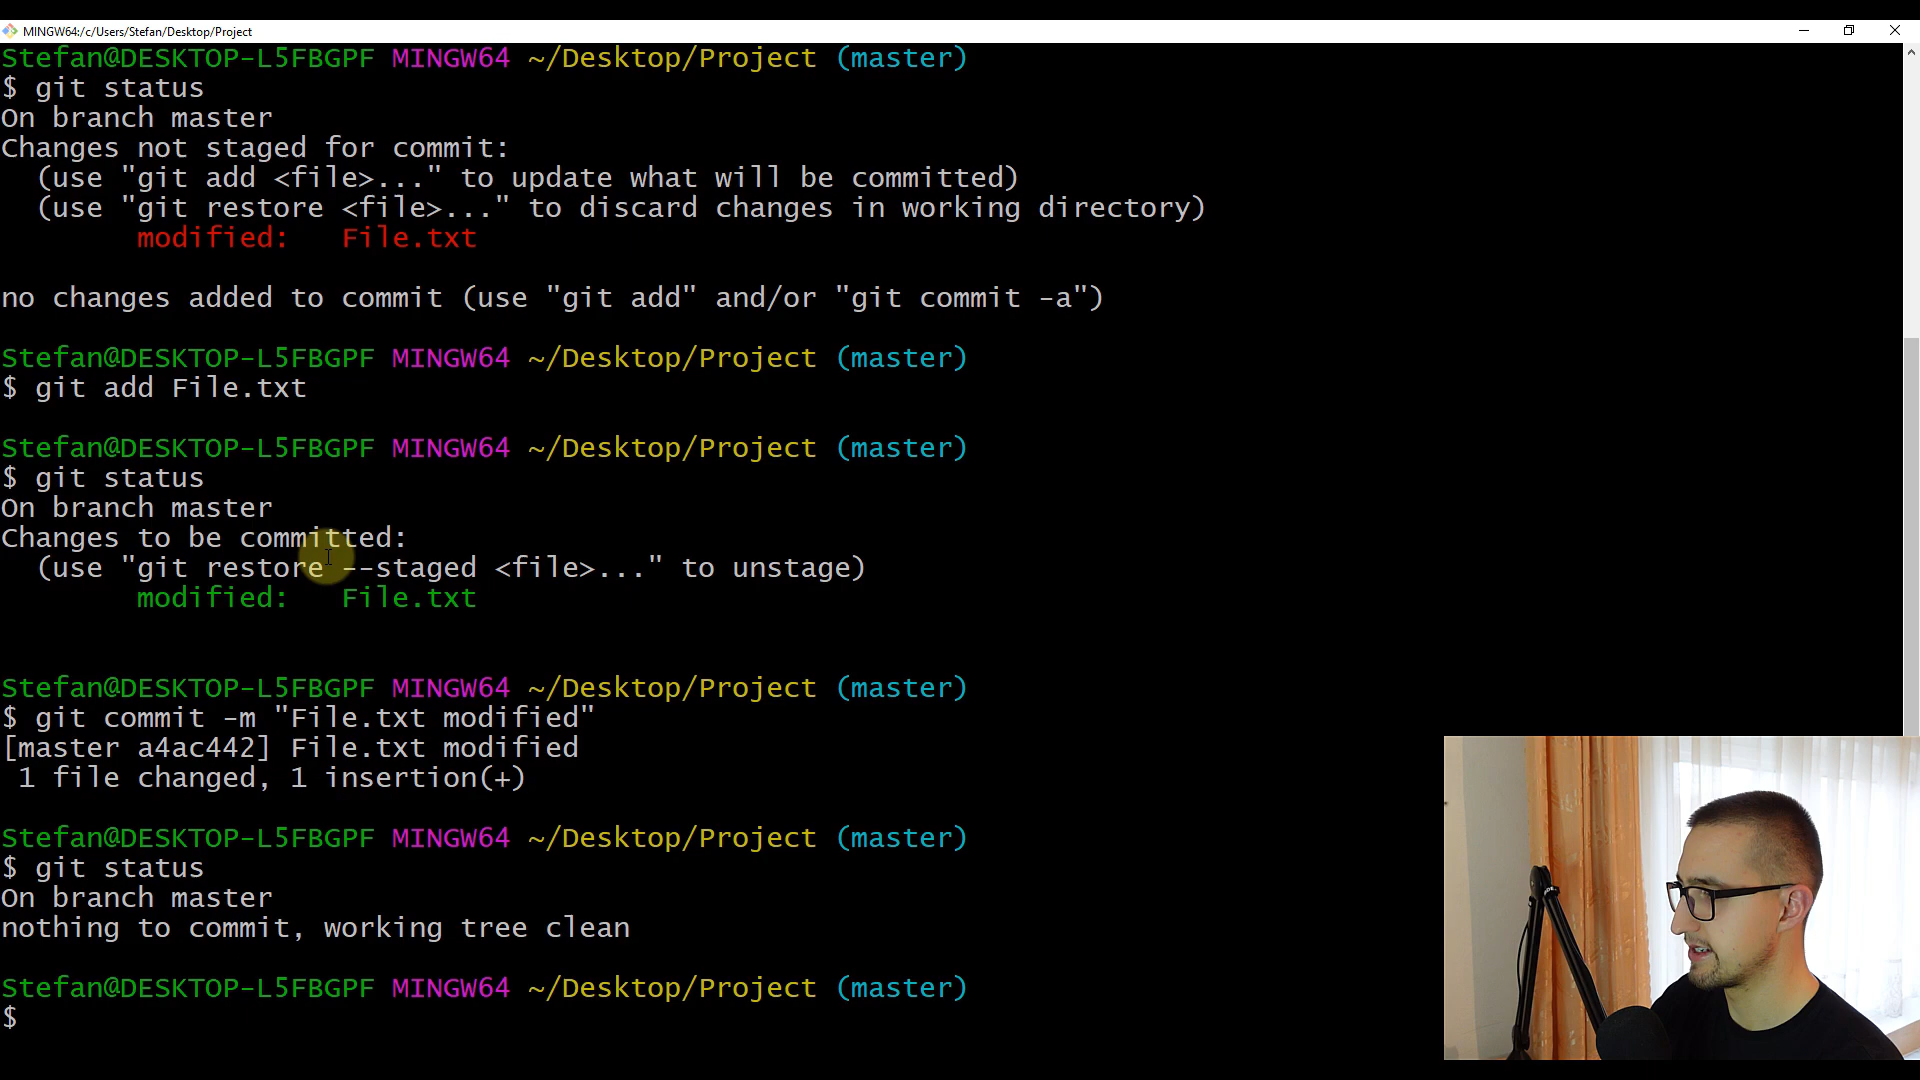 MINGW64:/c/Users/Stefan/Desktop/Project
Stefan@DESKTOP-L5FBGPF MINGW64 ~/Desktop/Project (master)
$ git status
On branch master
Changes not staged for commit:
  (use "git add <file>..." to update what will be committed)
  (use "git restore <file>..." to discard changes in working directory)
        modified:   File.txt

no changes added to commit (use "git add" and/or "git commit -a")

Stefan@DESKTOP-L5FBGPF MINGW64 ~/Desktop/Project (master)
$ git add File.txt

Stefan@DESKTOP-L5FBGPF MINGW64 ~/Desktop/Project (master)
$ git status
On branch master
Changes to be committed:
  (use "git restore --staged <file>..." to unstage)
        modified:   File.txt


Stefan@DESKTOP-L5FBGPF MINGW64 ~/Desktop/Project (master)
$ git commit -m "File.txt modified"
[master a4ac442] File.txt modified
 1 file changed, 1 insertion(+)

Stefan@DESKTOP-L5FBGPF MINGW64 ~/Desktop/Project (master)
$ git status
On branch master
nothing to commit, working tree clean

Stefan@DESKTOP-L5FBGPF MINGW64 ~/Desktop/Project (master)
$